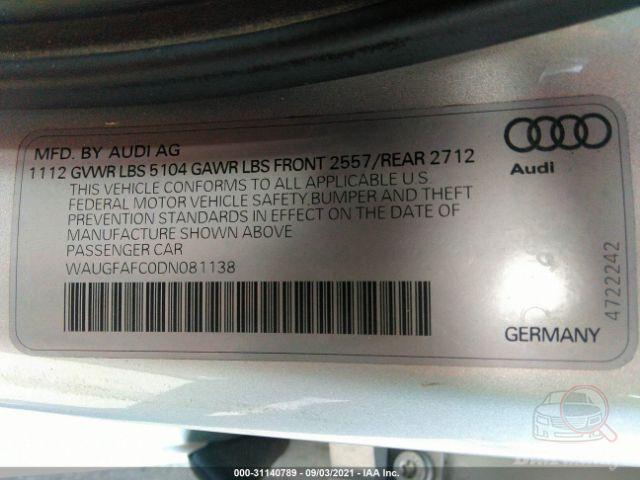 MFD. BY AUDI AG
1112 GVWR LBS 5104 GAWR LBS FRONT 2557/REAR 2712
THIS VEHICLE CONFORMS TO ALL APPLICABLE U S
FEDERAL MOTOR VEHICLE SAFETY,BUMPER AND THEFT
PREVENTION STANDARDS IN EFFECT ON THE DATE OF
MANUFACTURE SHOWN ABOVE
PASSENGER CAR
WAUGFAFC0DN081138
Audi
4722242
GERMANY
000-31140789 - 09/03/2021 - IAA Inc.